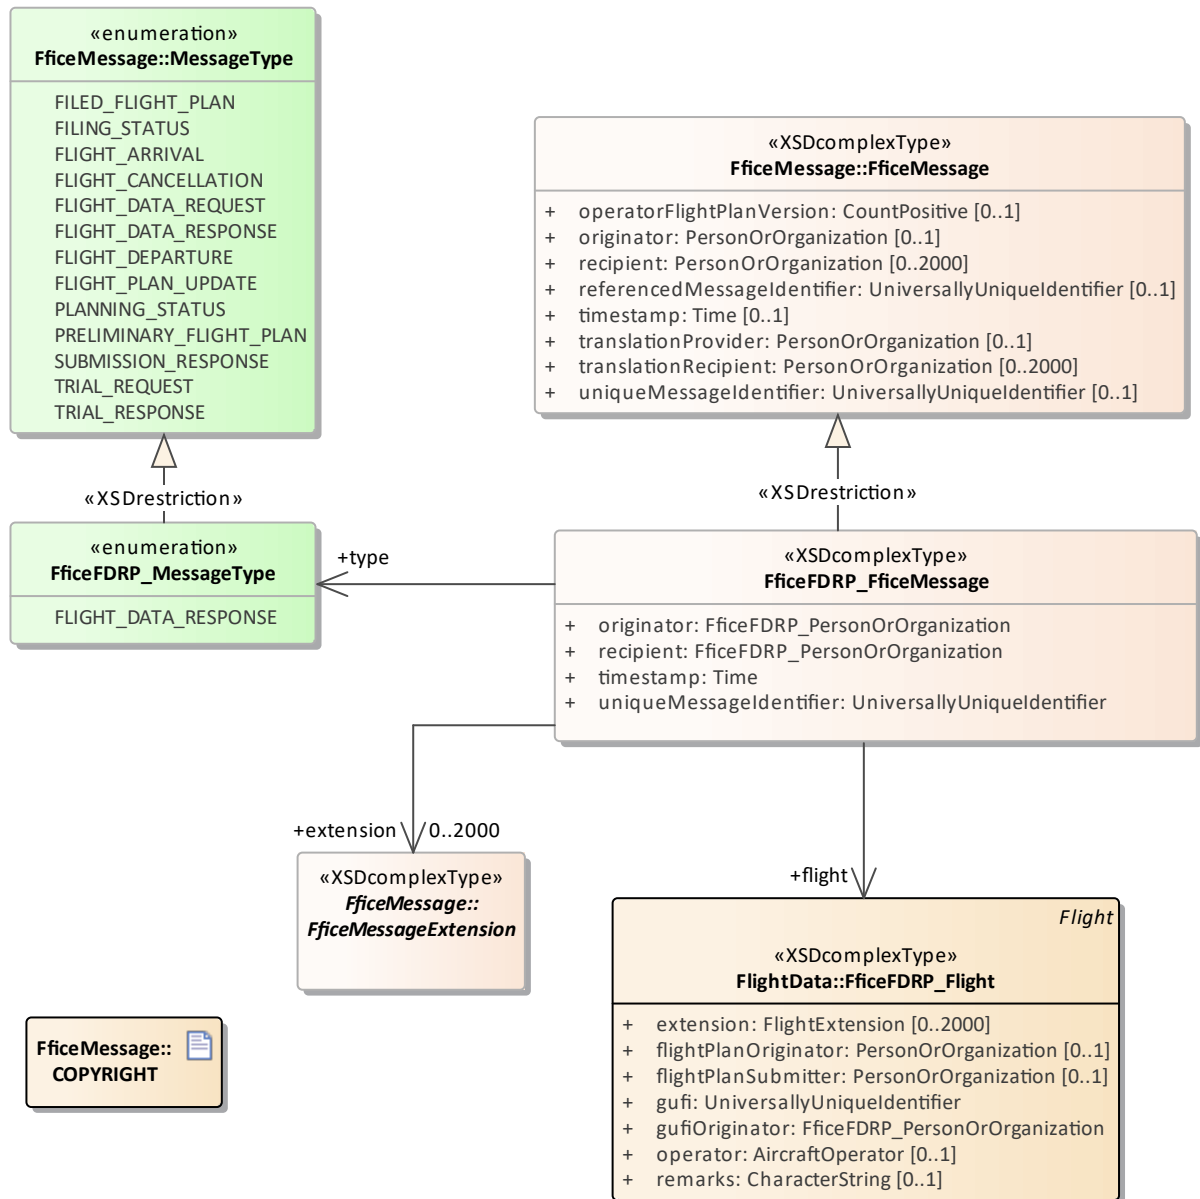 «enumeration»
FficeMessage::MessageType
FILED_FLIGHT_PLAN
FILING_STATUS
FLIGHT_ARRIVAL
FLIGHT_CANCELLATION
FLIGHT_DATA_REQUEST
FLIGHT_DATA_RESPONSE
FLIGHT_DEPARTURE
FLIGHT_PLAN_UPDATE
PLANNING_STATUS
PRELIMINARY_FLIGHT_PLAN
SUBMISSION_RESPONSE
TRIAL_REQUEST
TRIAL_RESPONSE
«XSDcomplexType»
FficeMessage::FficeMessage
+ operatorFlightPlanVersion: CountPositive [0..1]
+ originator: PersonOrOrganization [0..1]
+ recipient: PersonOrOrganization [0..2000]
+ referencedMessageIdentifier: UniversallyUniqueIdentifier [0..1]
+ timestamp: Time [0..1]
+ translationProvider: PersonOrOrganization [0..1]
+ translationRecipient: PersonOrOrganization [0..2000]
+ uniqueMessageIdentifier: UniversallyUniqueIdentifier [0..1]
«XSDrestriction»
«XSDrestriction»
«enumeration»
FficeFDRP_MessageType
FLIGHT_DATA_RESPONSE
+type
«XSDcomplexType»
FficeFDRP_FficeMessage
+ originator: FficeFDRP_PersonOrOrganization
+ recipient: FficeFDRP_PersonOrOrganization
+ timestamp: Time
+ uniqueMessageIdentifier: UniversallyUniqueIdentifier
+extension 0..2000
«XSDcomplexType»
FficeMessage::
FficeMessageExtension
+flight
Flight
«XSDcomplexType»
FlightData::FficeFDRP_Flight
+ extension: FlightExtension [0..2000]
+ flightPlanOriginator: PersonOrOrganization [0..1]
+ flightPlanSubmitter: PersonOrOrganization [0..1]
+ gufi: UniversallyUniqueIdentifier
+ gufiOriginator: FficeFDRP_PersonOrOrganization
+ operator: AircraftOperator [0..1]
+ remarks: CharacterString [0..1]
FficeMessage::
COPYRIGHT